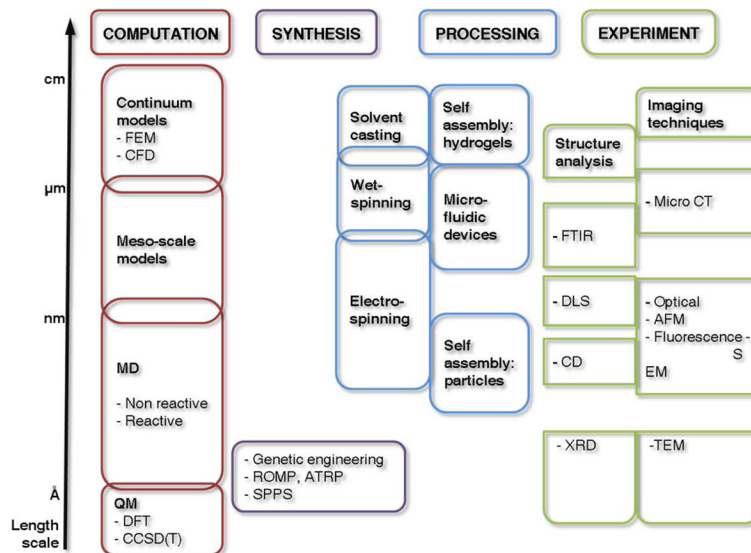 COMPUTATION
SYNTHESIS
PROCESSING
EXPERIMENT
cm
µm
nm
Å
Length
scale
Continuum
models
- FEM
- CFD
Meso-scale
models
MD
- Non reactive
- Reactive
QM
- DFT
- CCSD(T)
- Genetic engineering
- ROMP, ATRP
- SPPS
Solvent
casting
Wet-
spinning
Electro-
spinning
Self
assembly:
hydrogels
Micro-
fluidic
devices
Self
assembly:
particles
Structure
analysis
- FTIR
- DLS
- CD
- XRD
Imaging
techniques
- Micro CT
- Optical
- AFM
- Fluorescence -
S
EM
-TEM